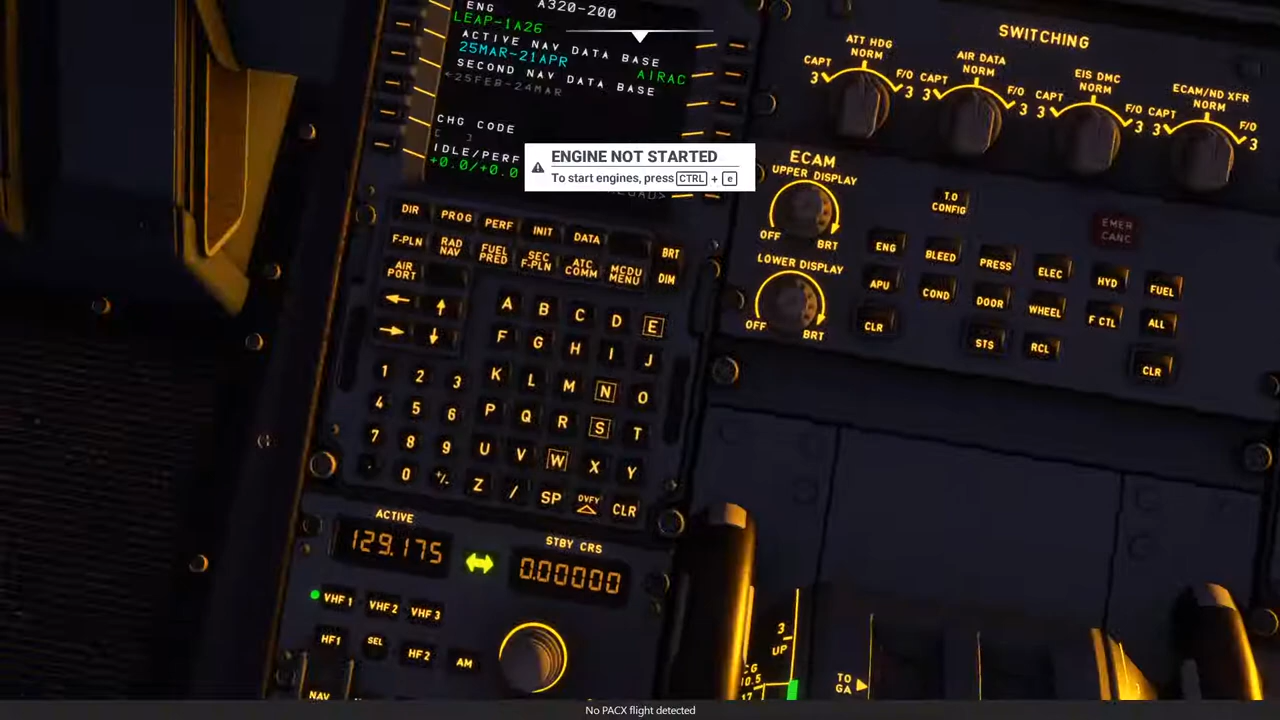 ENG
A320-200
LEAP-1A26
ACTIVE NAV DATA BASE
25MAR-21APR
AIRAC
SECOND NAV DATA BASE
←25FEB-24MAR
CHG CODE
[ ]
IDLE/PERF
+0.0/+0.0
ENGINE NOT STARTED
To start engines, press CTRL + e
SWITCHING
ATT HDG
NORM
CAPT
3
F/O
3
AIR DATA
NORM
CAPT
3
F/O
3
EIS DMC
NORM
CAPT
3
F/O
3
ECAM/ND XFR
NORM
CAPT
3
F/O
3
ECAM
UPPER DISPLAY
OFF
BRT
LOWER DISPLAY
OFF
BRT
T.O
CONFIG
EMER
CANC
ENG
BLEED
PRESS
ELEC
HYD
FUEL
APU
COND
DOOR
WHEEL
F CTL
ALL
CLR
STS
RCL
CLR
DIR
PROG
PERF
INIT
DATA
BRT
F-PLN
RAD
NAV
FUEL
PRED
SEC
F-PLN
ATC
COMM
MCDU
MENU
DIM
AIR
PORT
← ↑
→ ↓
A B C D E
F G H I J
K L M N O
P Q R S T
U V W X Y
Z / SP OVFY CLR
1 2 3
4 5 6
7 8 9
. 0 +/-
ACTIVE
129.175
STBY CRS
0.00000
VHF 1
VHF 2
VHF 3
HF1
SEL
HF 2
AM
NAV
3
UP
CG
10.5
17
TO
GA
No PACX flight detected